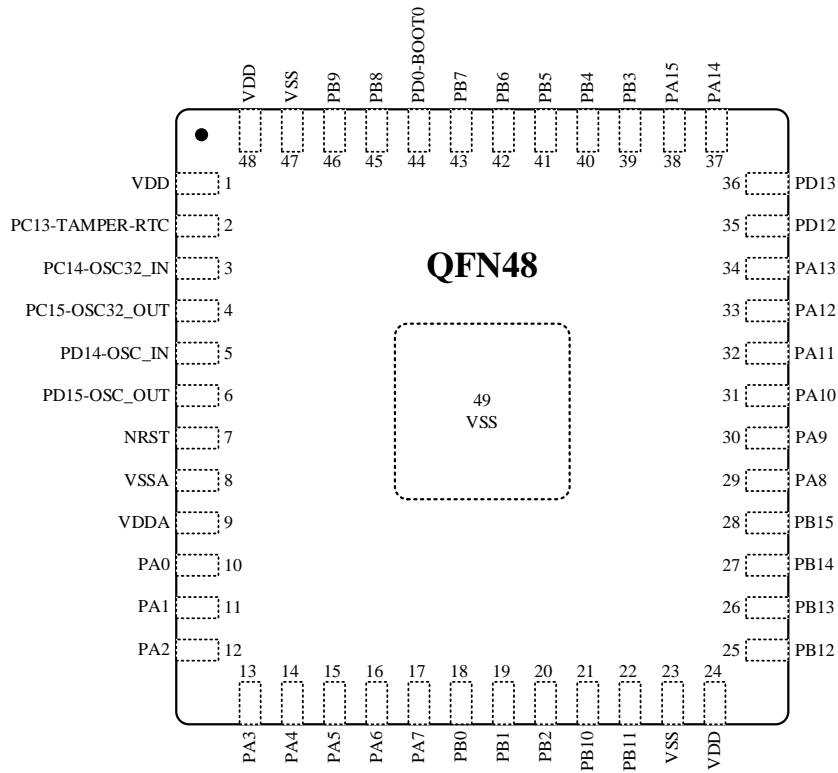 VDD
VSS
PB9
PB8
PD0-BOOT0
PB7
PB6
PB5
PB4
PB3
PA15
PA14
48
47
46
45
44
43
42
41
40
39
38
37
VDD 1
PC13-TAMPER-RTC 2
PC14-OSC32_IN 3
PC15-OSC32_OUT 4
PD14-OSC_IN 5
PD15-OSC_OUT 6
NRST 7
VSSA 8
VDDA 9
PA0 10
PA1 11
PA2 12
QFN48
49
VSS
36 PD13
35 PD12
34 PA13
33 PA12
32 PA11
31 PA10
30 PA9
29 PA8
28 PB15
27 PB14
26 PB13
25 PB12
13
14
15
16
17
18
19
20
21
22
23
24
PA3
PA4
PA5
PA6
PA7
PB0
PB1
PB2
PB10
PB11
VSS
VDD